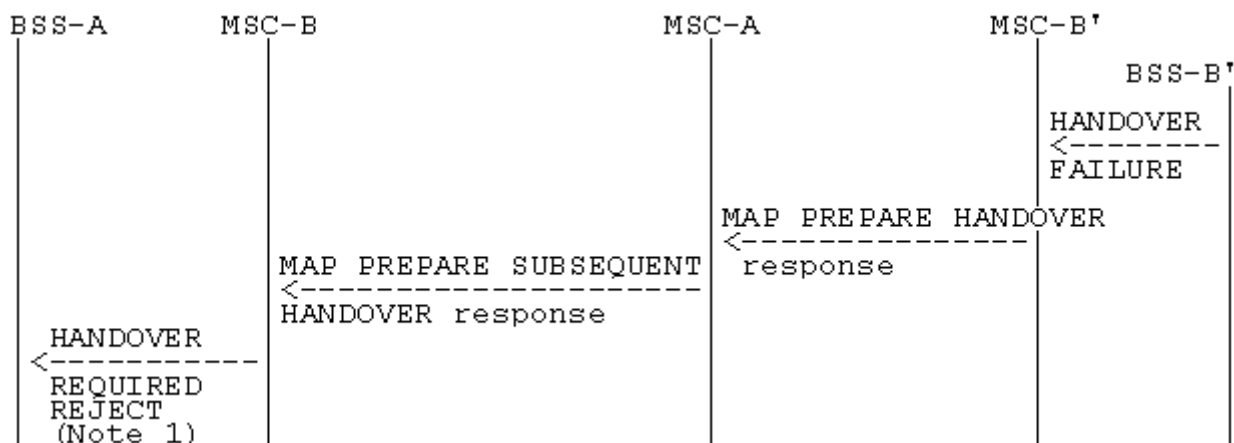 BSS-A MSC-B MSC-A MSC-B'
BSS-B'
HANDOVER
FAILURE
MAP PREPARE HANDOVER
response
MAP PREPARE SUBSEQUENT
HANDOVER response
HANDOVER
REQUIRED
REJECT
(Note 1)